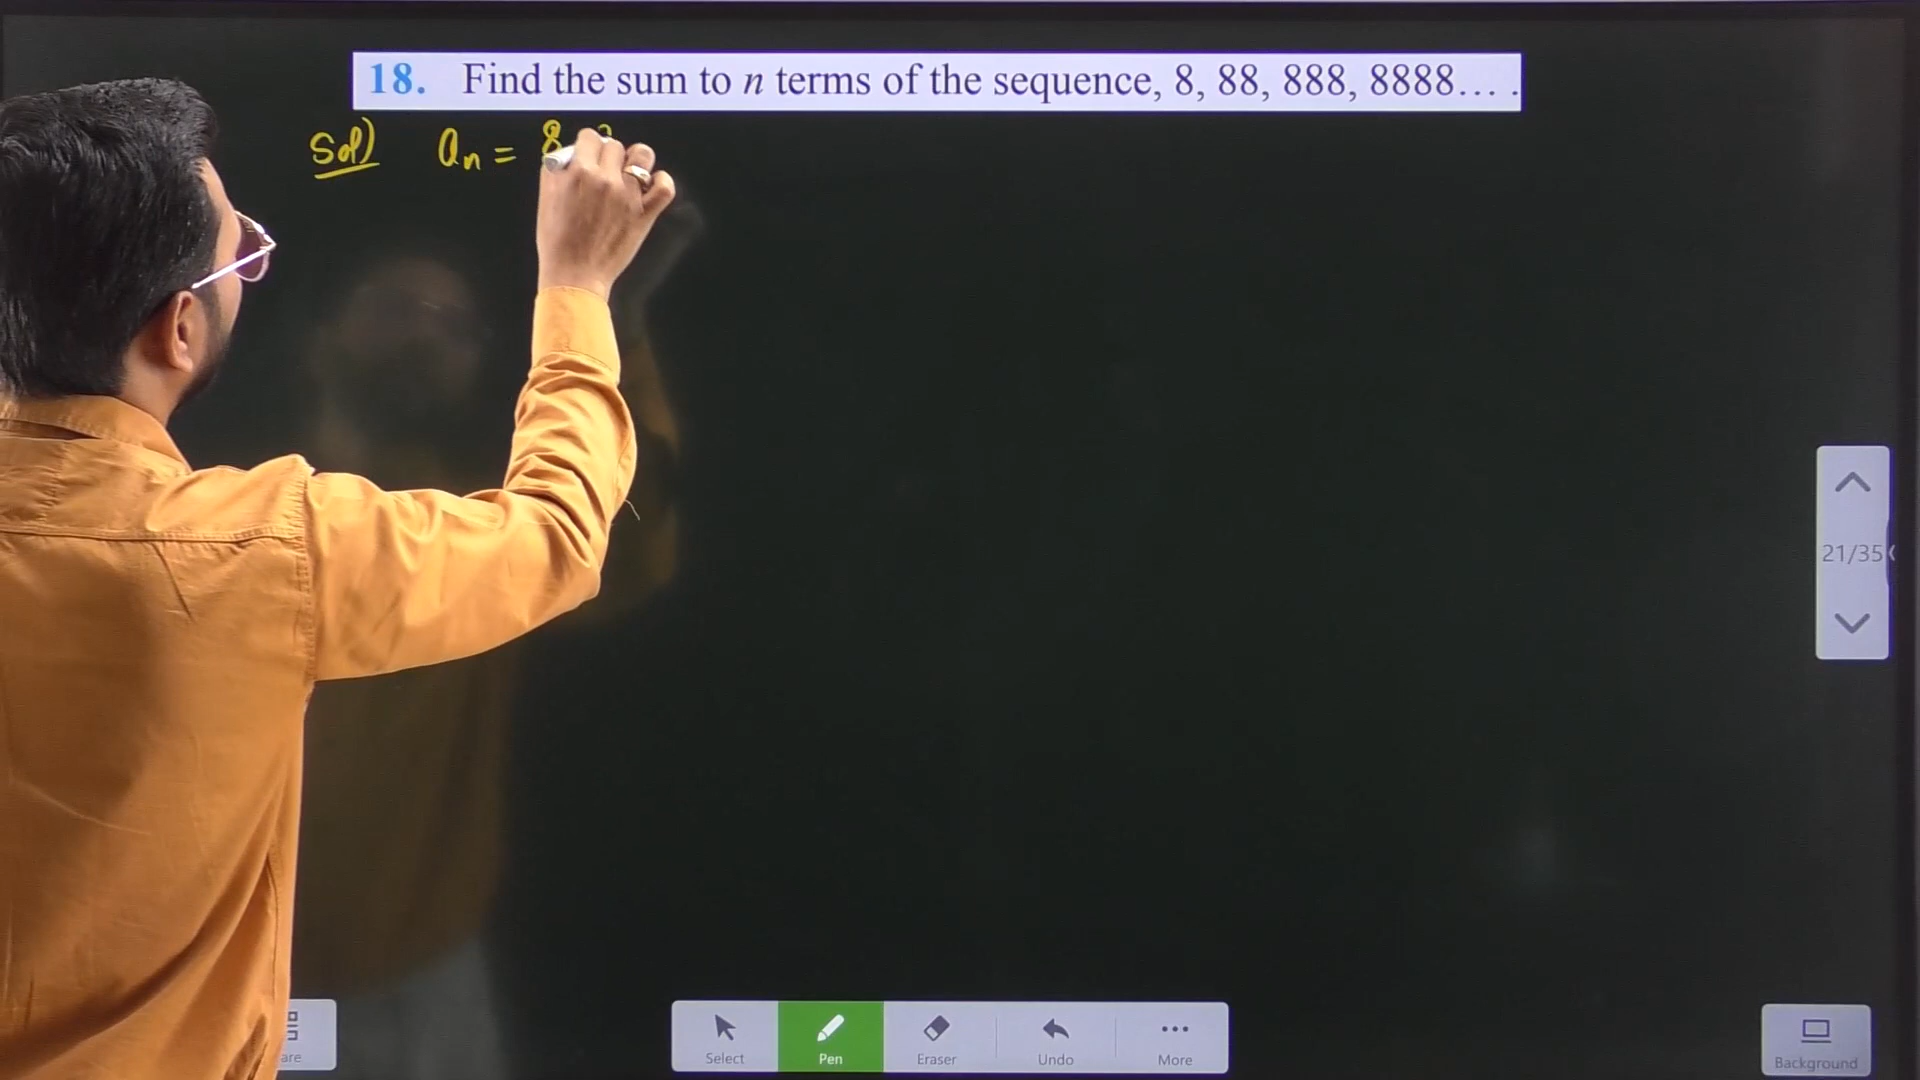 18. Find the sum to n terms of the sequence, 8, 88, 888, 8888... .
Sol) an = 8
21/35
are
Select
Pen
Eraser
Undo
More
Background